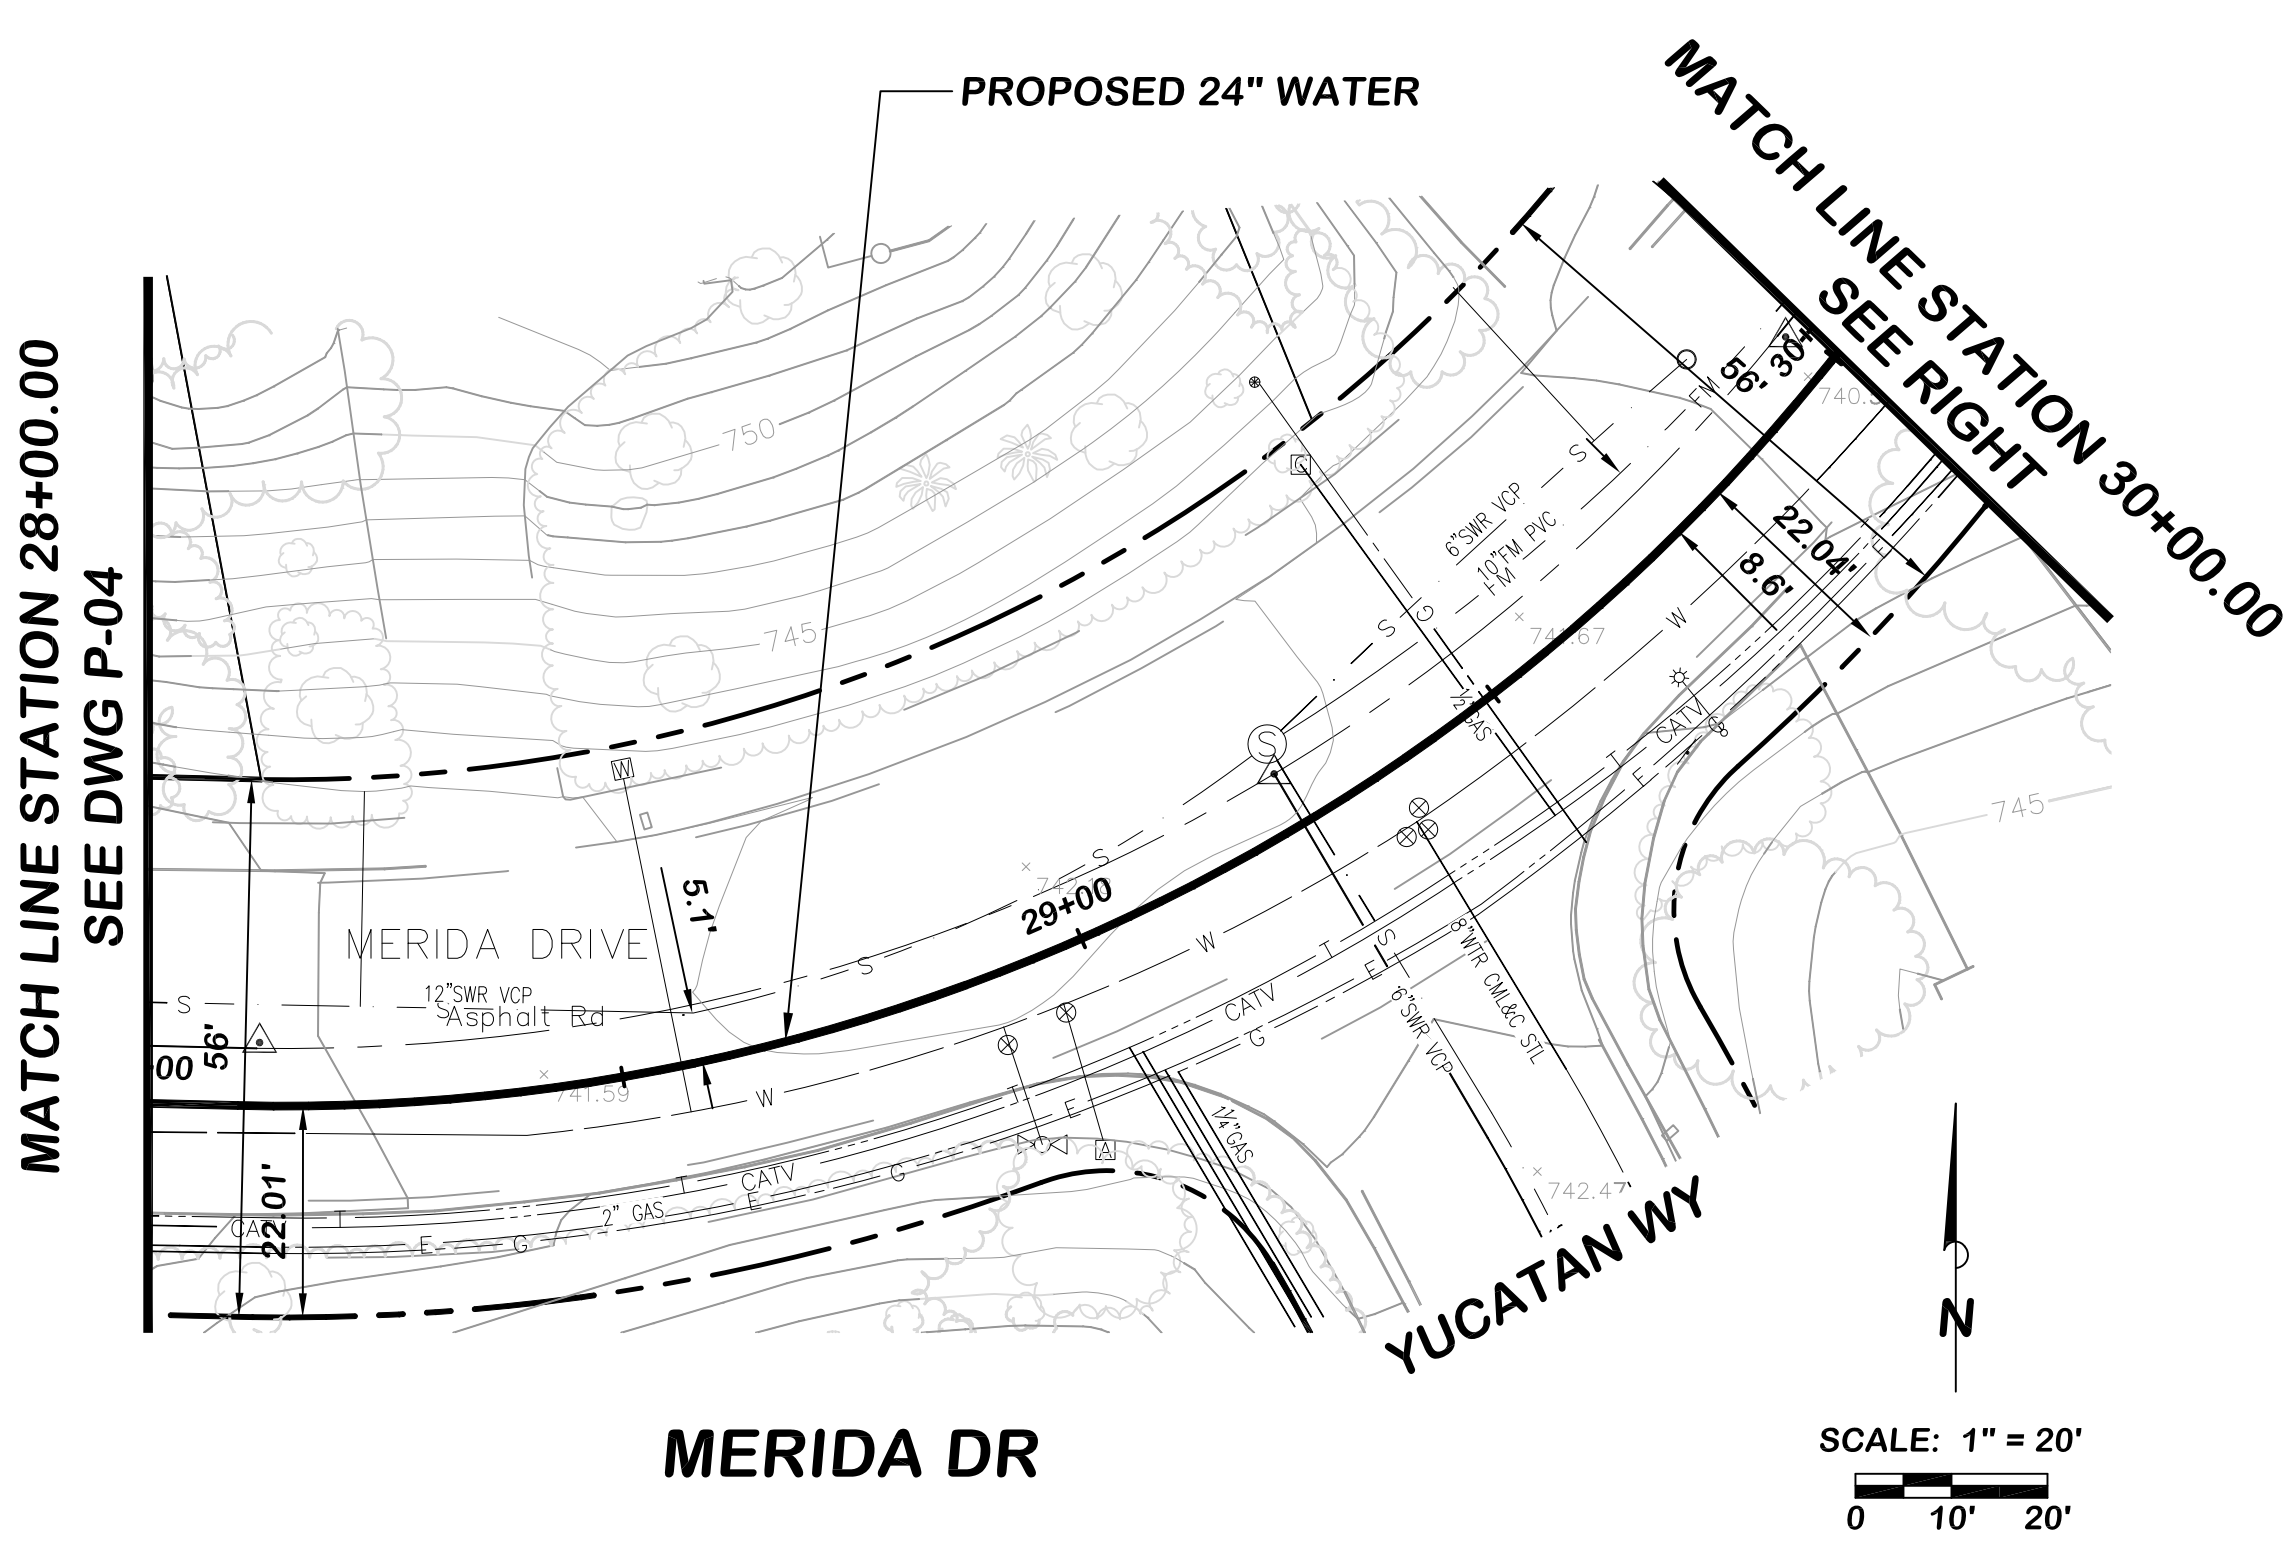 PROPOSED 24" WATER
MATCH LINE STATION 30+00.00
SEE RIGHT
MATCH LINE STATION 28+00.00
SEE DWG P-04
750
745
56'
30+
740.
S
FM
6"SWR VCP
10"FM PVC
FM
22.04'
8.6'
E
G
C
S
W
741.67
½"GAS
CATV
T
E
G
W
S
745
5.1'
S
742.18
29+00
MERIDA DRIVE
12"SWR VCP
S
Asphalt Rd
S
S
56'
00
741.59
W
W
T
S
E
8"WTR CML&C STL
6"SWR VCP
CATV
G
T
E
A
1¼"GAS
742.47
22.01'
CATV
T
E
G
2" GAS
T
CATV
E
G
YUCATAN WY
MERIDA DR
N
SCALE: 1" = 20'
0 10' 20'